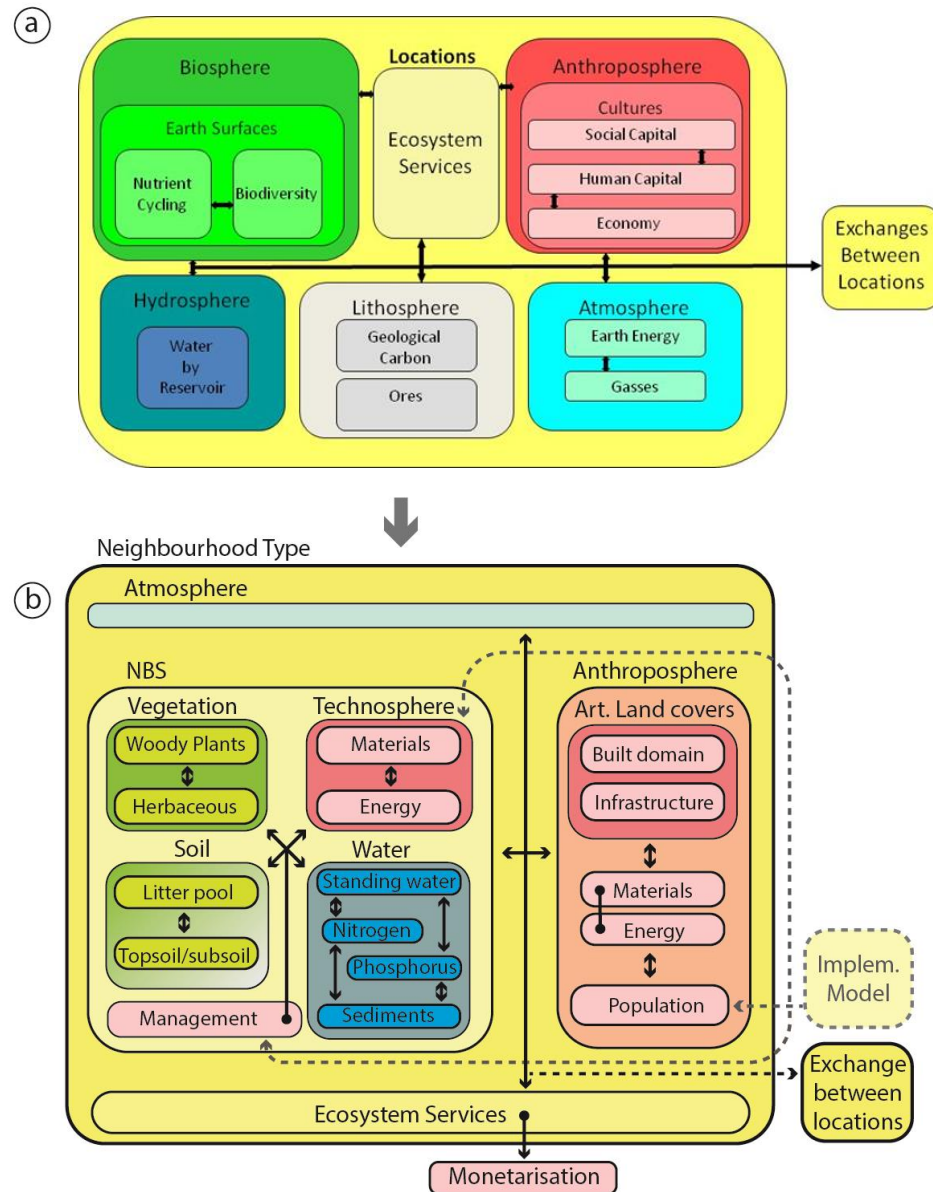 a
Locations
Biosphere
Earth Surfaces
Nutrient
Cycling
Biodiversity
Ecosystem
Services
Anthroposphere
Cultures
Social Capital
Human Capital
Economy
Exchanges
Between
Locations
Hydrosphere
Water
by
Reservoir
Lithosphere
Geological
Carbon
Ores
Atmosphere
Earth Energy
Gasses
Neighbourhood Type
b
Atmosphere
NBS
Vegetation
Woody Plants
Herbaceous
Technosphere
Materials
Energy
Soil
Litter pool
Topsoil/subsoil
Water
Standing water
Nitrogen
Phosphorus
Sediments
Management
Anthroposphere
Art. Land covers
Built domain
Infrastructure
Materials
Energy
Population
Implem.
Model
Exchange
between
locations
Ecosystem Services
Monetarisation